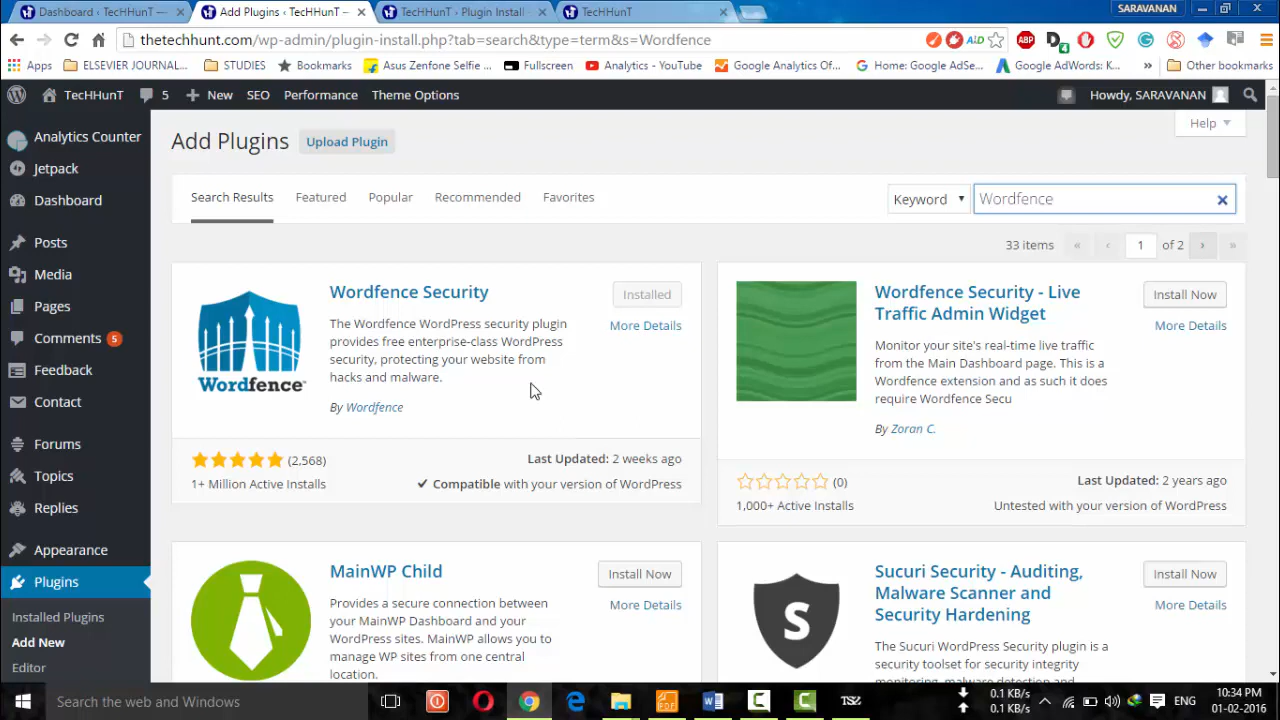 Dashboard ‹ TecHHunT —
Add Plugins ‹ TecHHunT —
TecHHunT › Plugin Install
TecHHunT
SARAVANAN
thetechhunt.com/wp-admin/plugin-install.php?tab=search&type=term&s=Wordfence
ABP
4
Apps
ELSEVIER JOURNAL...
STUDIES
Bookmarks
Asus Zenfone Selfie ...
Fullscreen
Analytics - YouTube
Google Analytics Of...
Home: Google AdSe...
Google AdWords: K...
»
Other bookmarks
TecHHunT
5
New
SEO
Performance
Theme Options
Howdy, SARAVANAN
Analytics Counter
Jetpack
Dashboard
Posts
Media
Pages
Comments 5
Feedback
Contact
Forums
Topics
Replies
Appearance
Plugins
Installed Plugins
Add New
Editor
Add Plugins
Upload Plugin
Help
Search Results
Featured
Popular
Recommended
Favorites
Keyword
Wordfence
33 items
«
‹
1
of 2
›
»
Wordfence
Wordfence Security
Installed
More Details
The Wordfence WordPress security plugin
provides free enterprise-class WordPress
security, protecting your website from
hacks and malware.
By Wordfence
(2,568)
1+ Million Active Installs
Last Updated: 2 weeks ago
Compatible with your version of WordPress
Wordfence Security - Live
Traffic Admin Widget
Install Now
More Details
Monitor your site's real-time live traffic
from the Main Dashboard page. This is a
Wordfence extension and as such it does
require Wordfence Secu
By Zoran C.
(0)
1,000+ Active Installs
Last Updated: 2 years ago
Untested with your version of WordPress
MainWP Child
Install Now
More Details
Provides a secure connection between
your MainWP Dashboard and your
WordPress sites. MainWP allows you to
manage WP sites from one central
location.
S
Sucuri Security - Auditing,
Malware Scanner and
Security Hardening
Install Now
More Details
The Sucuri WordPress Security plugin is a
security toolset for security integrity
monitoring, malware detection and
Search the web and Windows
0.1 KB/s
0.1 KB/s
ENG
10:34 PM
01-02-2016